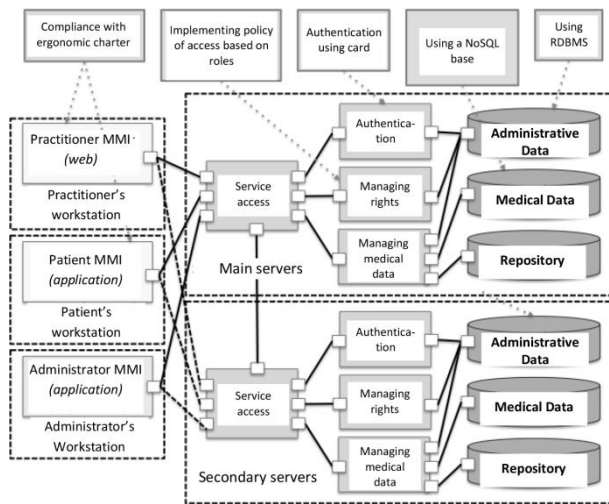 Compliance with
ergonomic charter
Implementing policy
of access based on
roles
Authentication
using card
Using a NoSQL
base
Using
RDBMS
Practitioner MMI
(web)
Practitioner's
workstation
Patient MMI
(application)
Patient's
workstation
Administrator MMI
(application)
Administrator's
Workstation
Service
access
Main servers
Authentica-
tion
Managing rights
Managing
medical
data
Administrative
Data
Medical Data
Repository
Service
access
Secondary servers
Authentica-
tion
Managing rights
Managing
medical
data
Administrative
Data
Medical Data
Repository